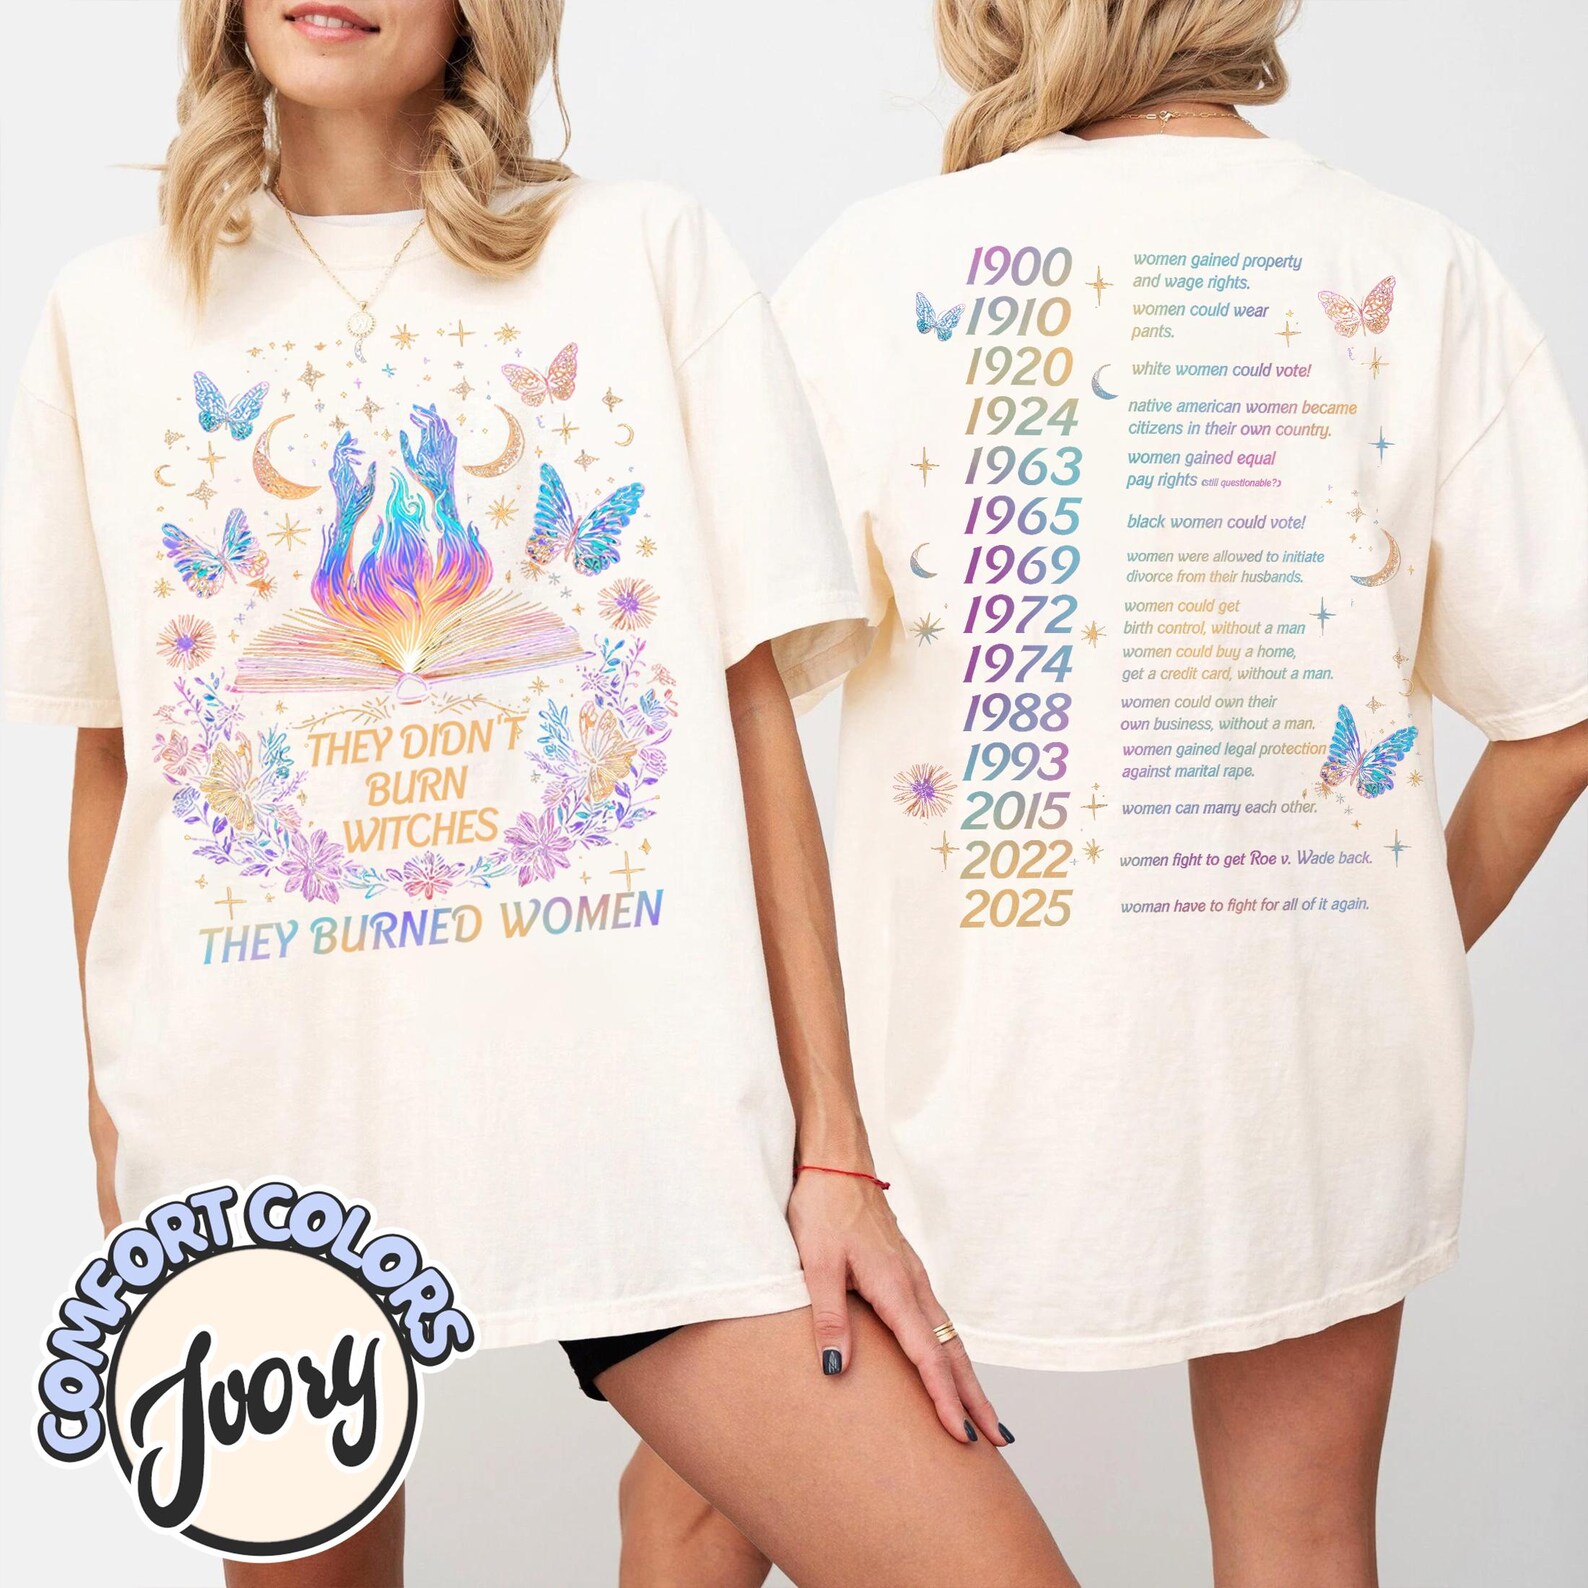 THEY DIDN'T
BURN
WITCHES
THEY BURNED WOMEN
COMFORT COLORS
Ivory
1900 women gained property
and wage rights.
1910 women could wear
pants.
1920 white women could vote!
1924 native american women became
citizens in their own country.
1963 women gained equal
pay rights (still questionable?)
1965 black women could vote!
1969 women were allowed to initiate
divorce from their husbands.
1972 women could get
birth control, without a man
1974 women could buy a home,
get a credit card, without a man.
1988 women could own their
own business, without a man.
1993 women gained legal protection
against marital rape.
2015 women can marry each other.
2022 women fight to get Roe v. Wade back.
2025 woman have to fight for all of it again.